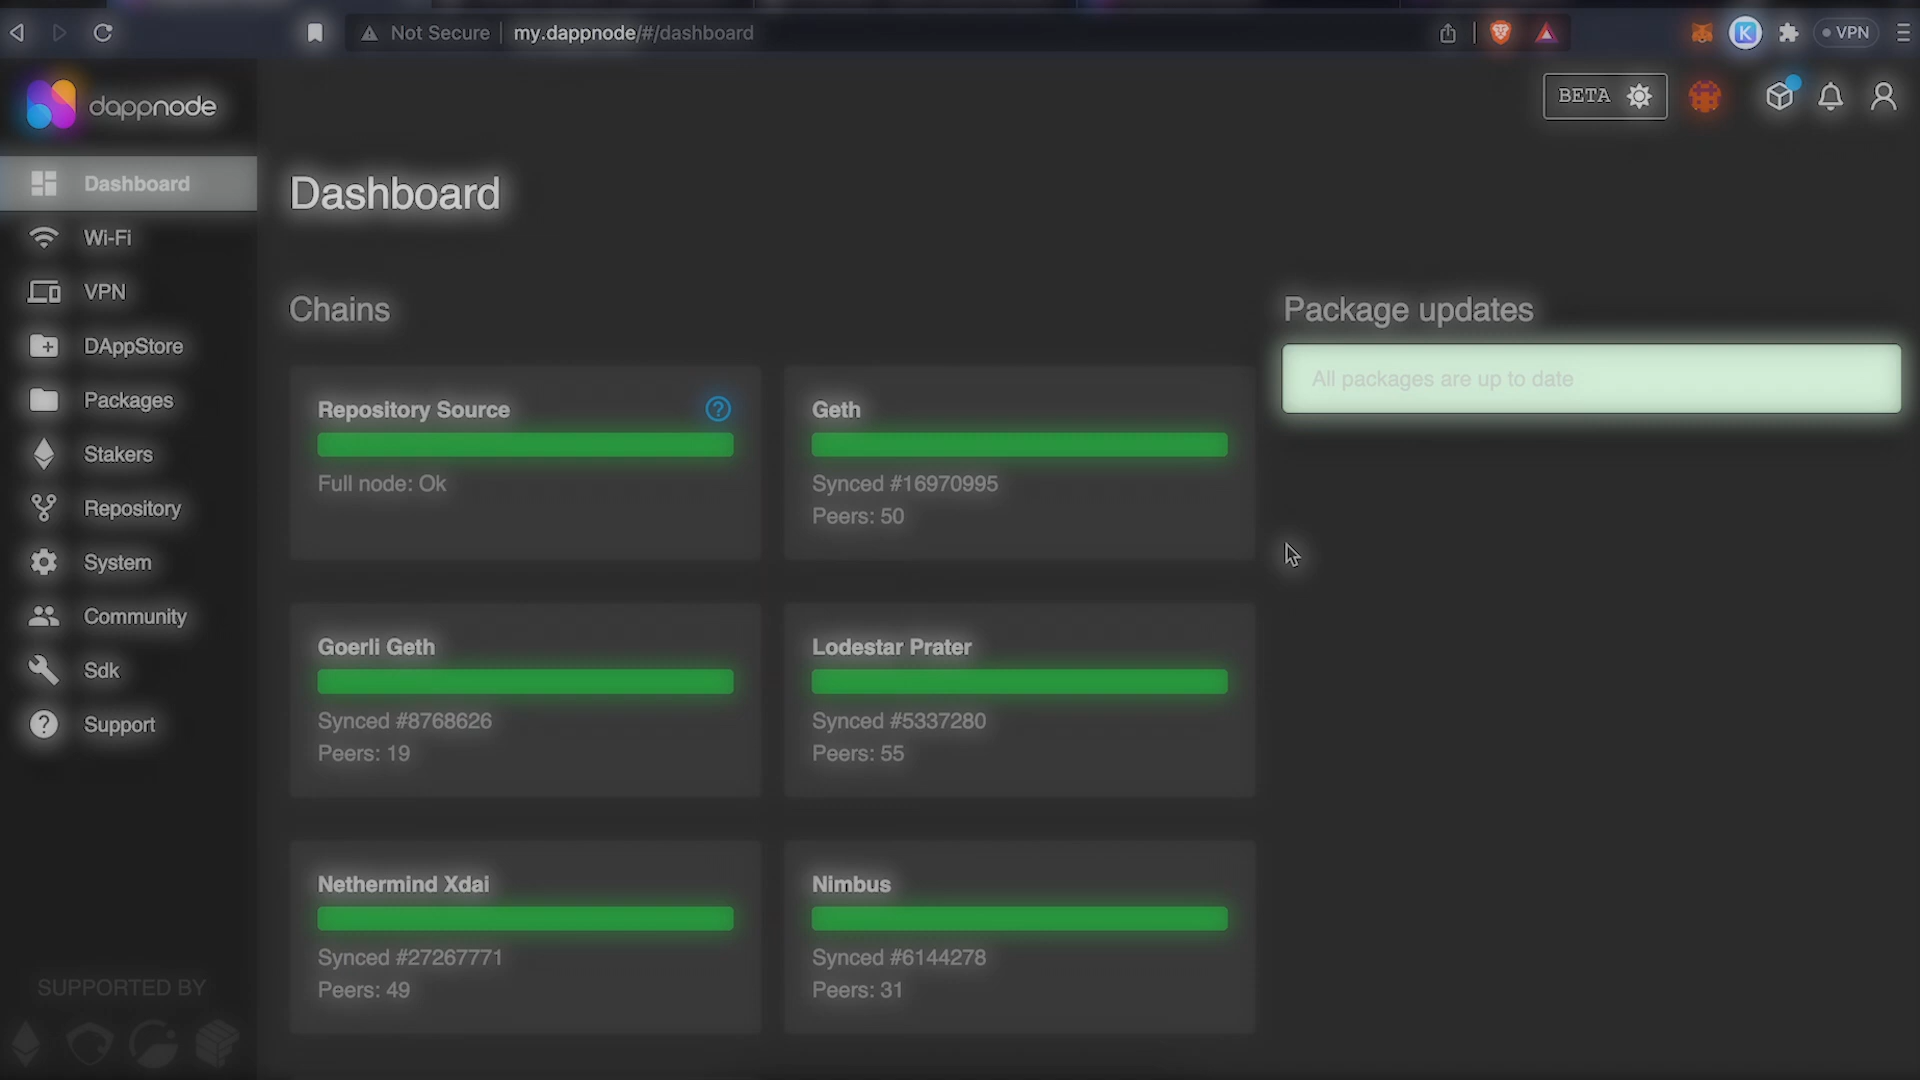 Not Secure | my.dappnode/#/dashboard
VPN
dappnode
BETA
Dashboard
Wi-Fi
VPN
DAppStore
Packages
Stakers
Repository
System
Community
Sdk
Support
SUPPORTED BY
Dashboard
Chains
Repository Source
Full node: Ok
Geth
Synced #16970995
Peers: 50
Goerli Geth
Synced #8768626
Peers: 19
Lodestar Prater
Synced #5337280
Peers: 55
Nethermind Xdai
Synced #27267771
Peers: 49
Nimbus
Synced #6144278
Peers: 31
Package updates
All packages are up to date